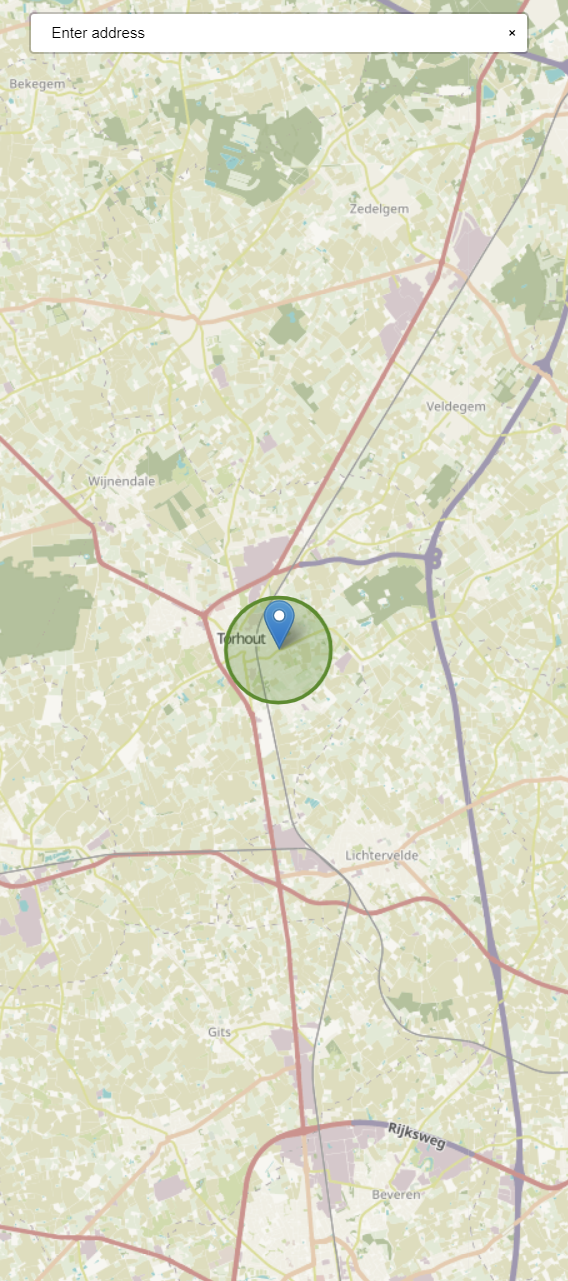 Enter address ×
Bekegem
Zedelgem
Veldegem
Wijnendale
Torhout
Lichtervelde
Gits
Rijksweg
Beveren